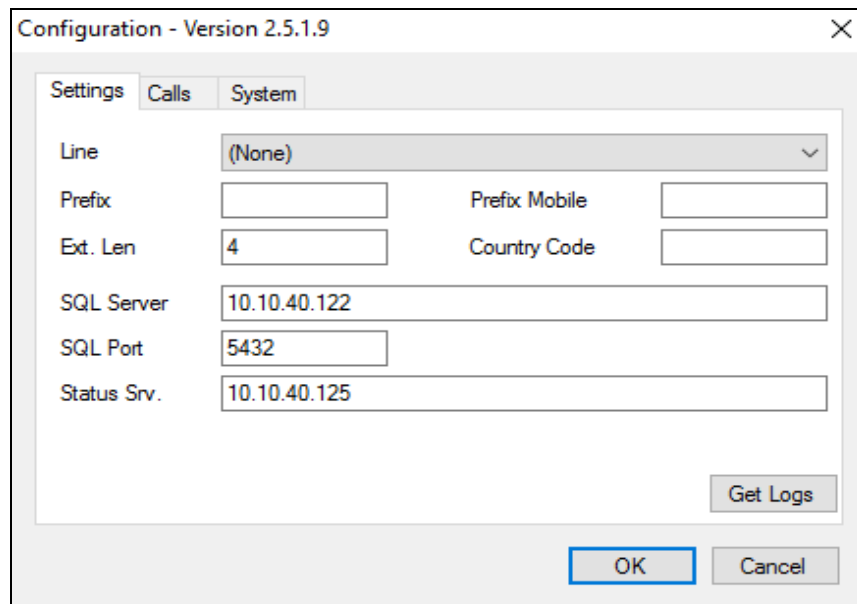 Configuration - Version 2.5.1.9
Settings Calls System
Line (None)
Prefix Prefix Mobile
Ext. Len 4 Country Code
SQL Server 10.10.40.122
SQL Port 5432
Status Srv. 10.10.40.125
Get Logs
OK Cancel